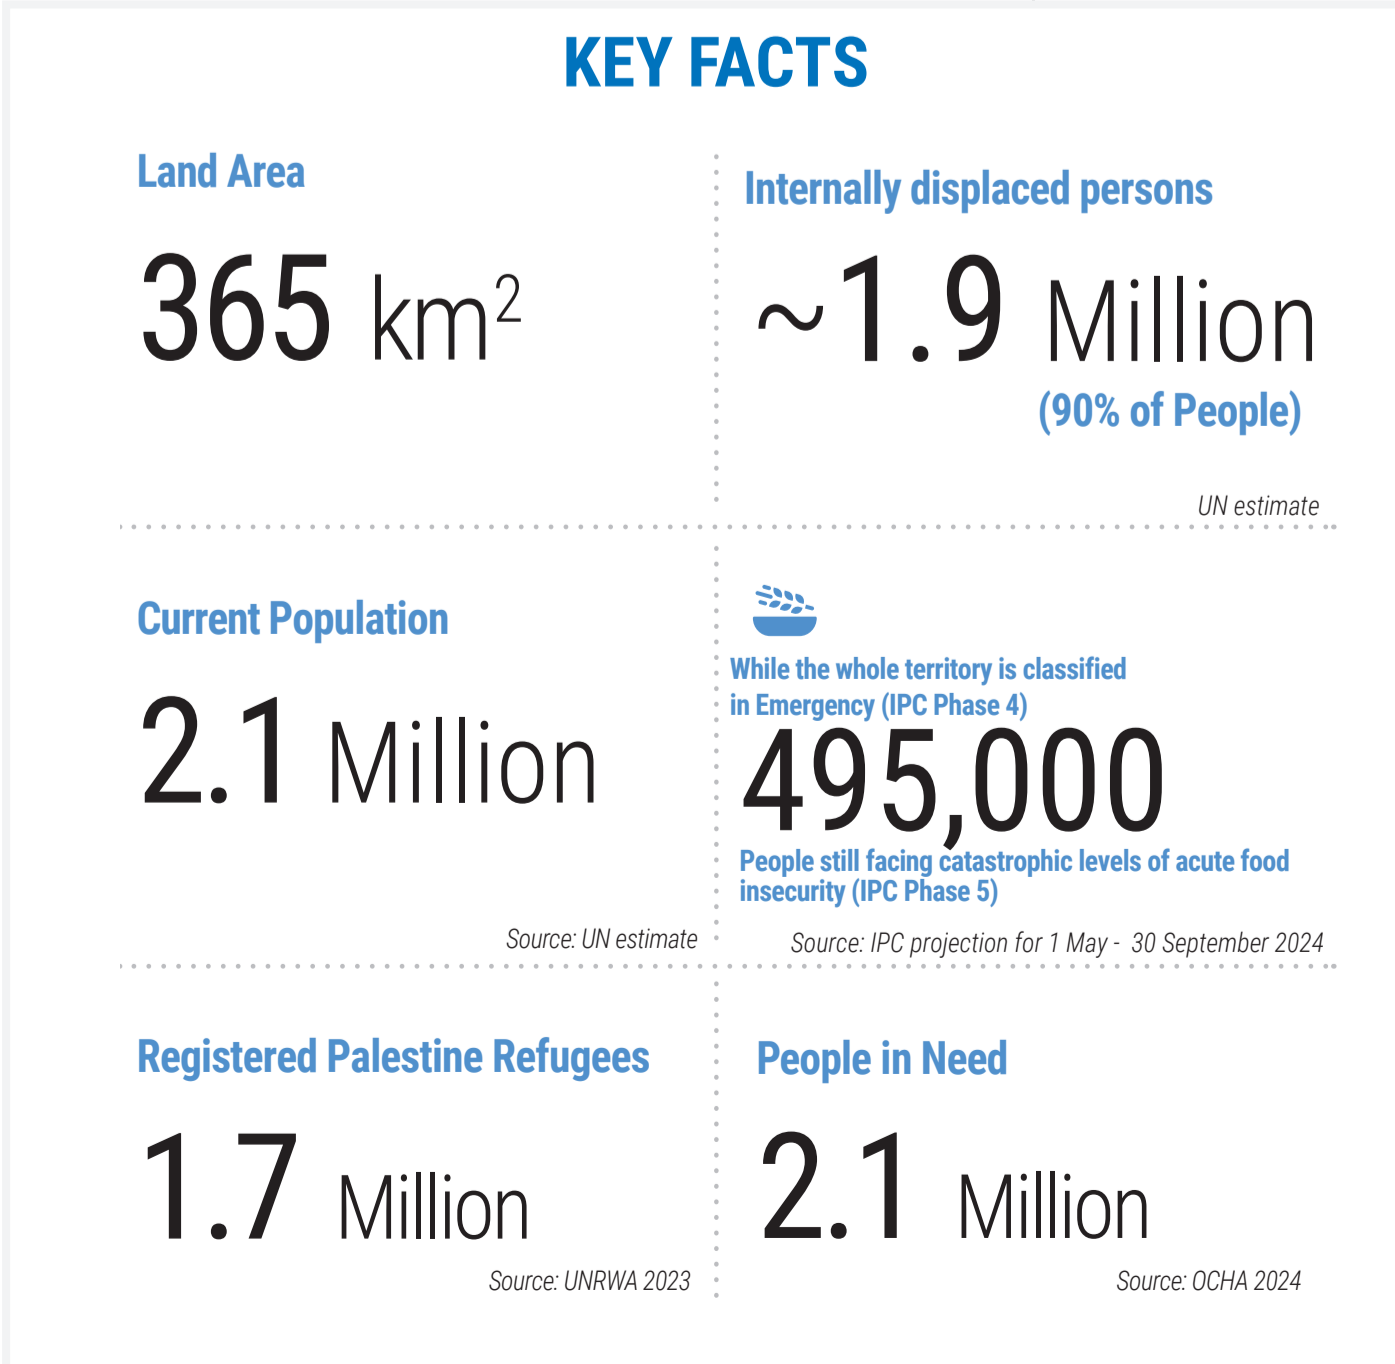 KEY FACTS
Land Area
365 km²
Internally displaced persons
~1.9 Million
(90% of People)
UN estimate
Current Population
2.1 Million
Source: UN estimate
While the whole territory is classified
in Emergency (IPC Phase 4)
495,000
People still facing catastrophic levels of acute food
insecurity (IPC Phase 5)
Source: IPC projection for 1 May - 30 September 2024
Registered Palestine Refugees
1.7 Million
Source: UNRWA 2023
People in Need
2.1 Million
Source: OCHA 2024